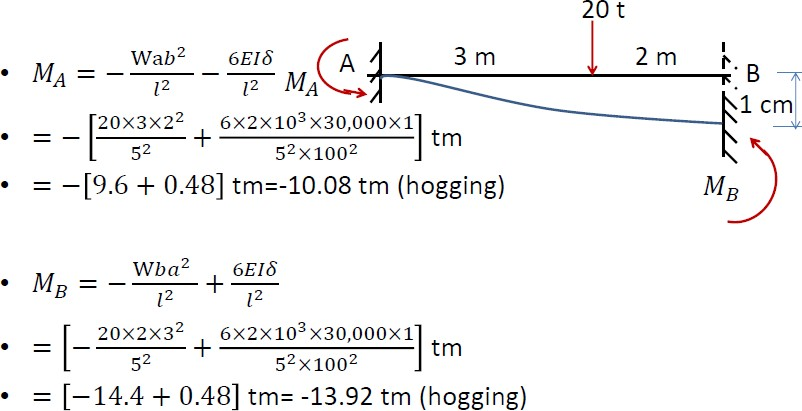 • M_A = −Wab²/l² − 6EIδ/l²
• = −[20×3×2²/5² + 6×2×10³×30,000×1/5²×100²] tm
• = −[9.6 + 0.48] tm=-10.08 tm (hogging)
20 t
A 3 m 2 m B
M_A
1 cm
M_B
• M_B = −Wba²/l² + 6EIδ/l²
• = [−20×2×3²/5² + 6×2×10³×30,000×1/5²×100²] tm
• = [−14.4 + 0.48] tm= -13.92 tm (hogging)